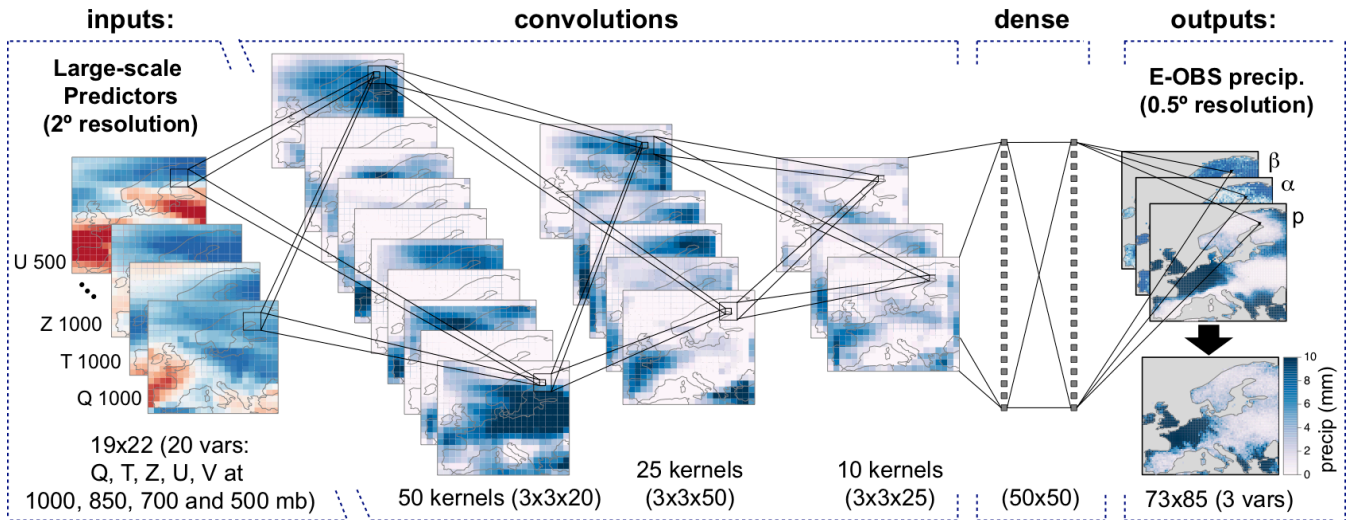 inputs:
convolutions
dense
outputs:
Large-scale
Predictors
(2º resolution)
E-OBS precip.
(0.5º resolution)
β
α
p
U 500
Z 1000
T 1000
Q 1000
10
8
6
4
2
0
precip (mm)
19x22 (20 vars:
Q, T, Z, U, V at
1000, 850, 700 and 500 mb)
50 kernels (3x3x20)
25 kernels
(3x3x50)
10 kernels
(3x3x25)
(50x50)
73x85 (3 vars)